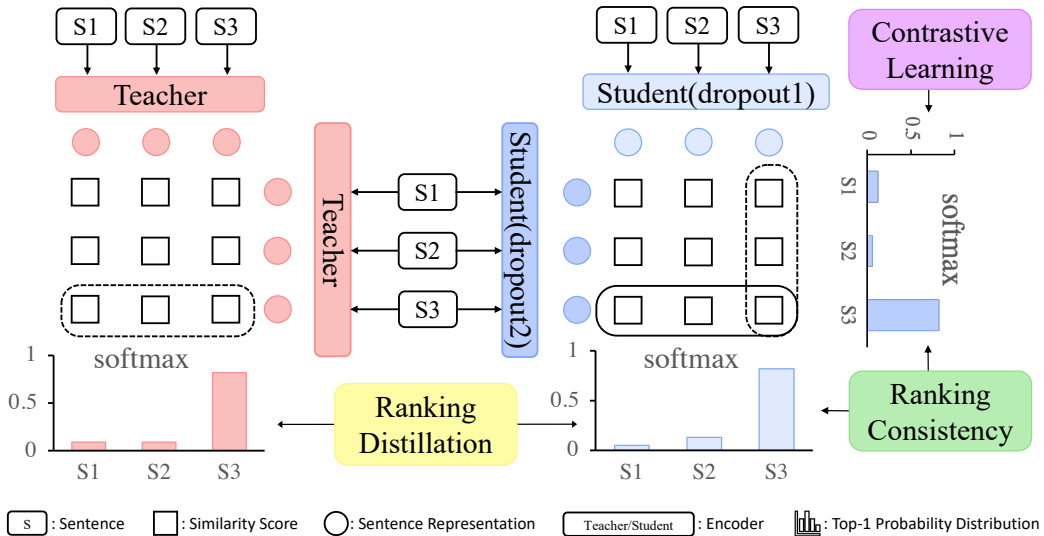 S1 S2 S3
Teacher
S1 S2 S3
Student(dropout1)
Contrastive
Learning
Teacher
S1
S2
S3
Student(dropout2)
0 0.5 1
S1
S2
S3
softmax
softmax
1
0.5
0
S1 S2 S3
Ranking
Distillation
softmax
1
0.5
0
S1 S2 S3
Ranking
Consistency
S : Sentence
: Similarity Score
: Sentence Representation
Teacher/Student : Encoder
: Top-1 Probability Distribution